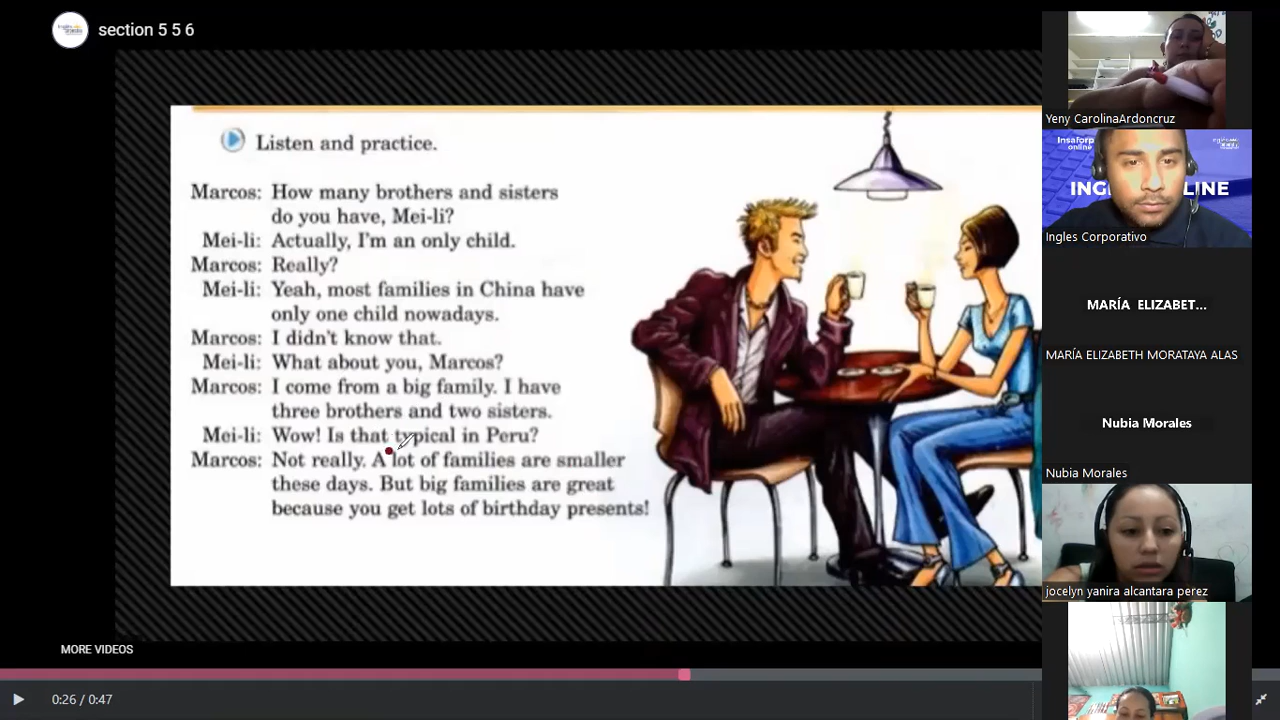 section 5 5 6
Listen and practice.
Marcos: How many brothers and sisters
do you have, Mei-li?
Mei-li: Actually, I'm an only child.
Marcos: Really?
Mei-li: Yeah, most families in China have
only one child nowadays.
Marcos: I didn't know that.
Mei-li: What about you, Marcos?
Marcos: I come from a big family. I have
three brothers and two sisters.
Mei-li: Wow! Is that typical in Peru?
Marcos: Not really. A lot of families are smaller
these days. But big families are great
because you get lots of birthday presents!
MORE VIDEOS
0:26 / 0:47
Yeny CarolinaArdoncruz
Insaforp
online
ING LINE
Ingles Corporativo
MARÍA ELIZABET ...
MARÍA ELIZABETH MORATAYA ALAS
Nubia Morales
Nubia Morales
jocelyn yanira alcantara perez